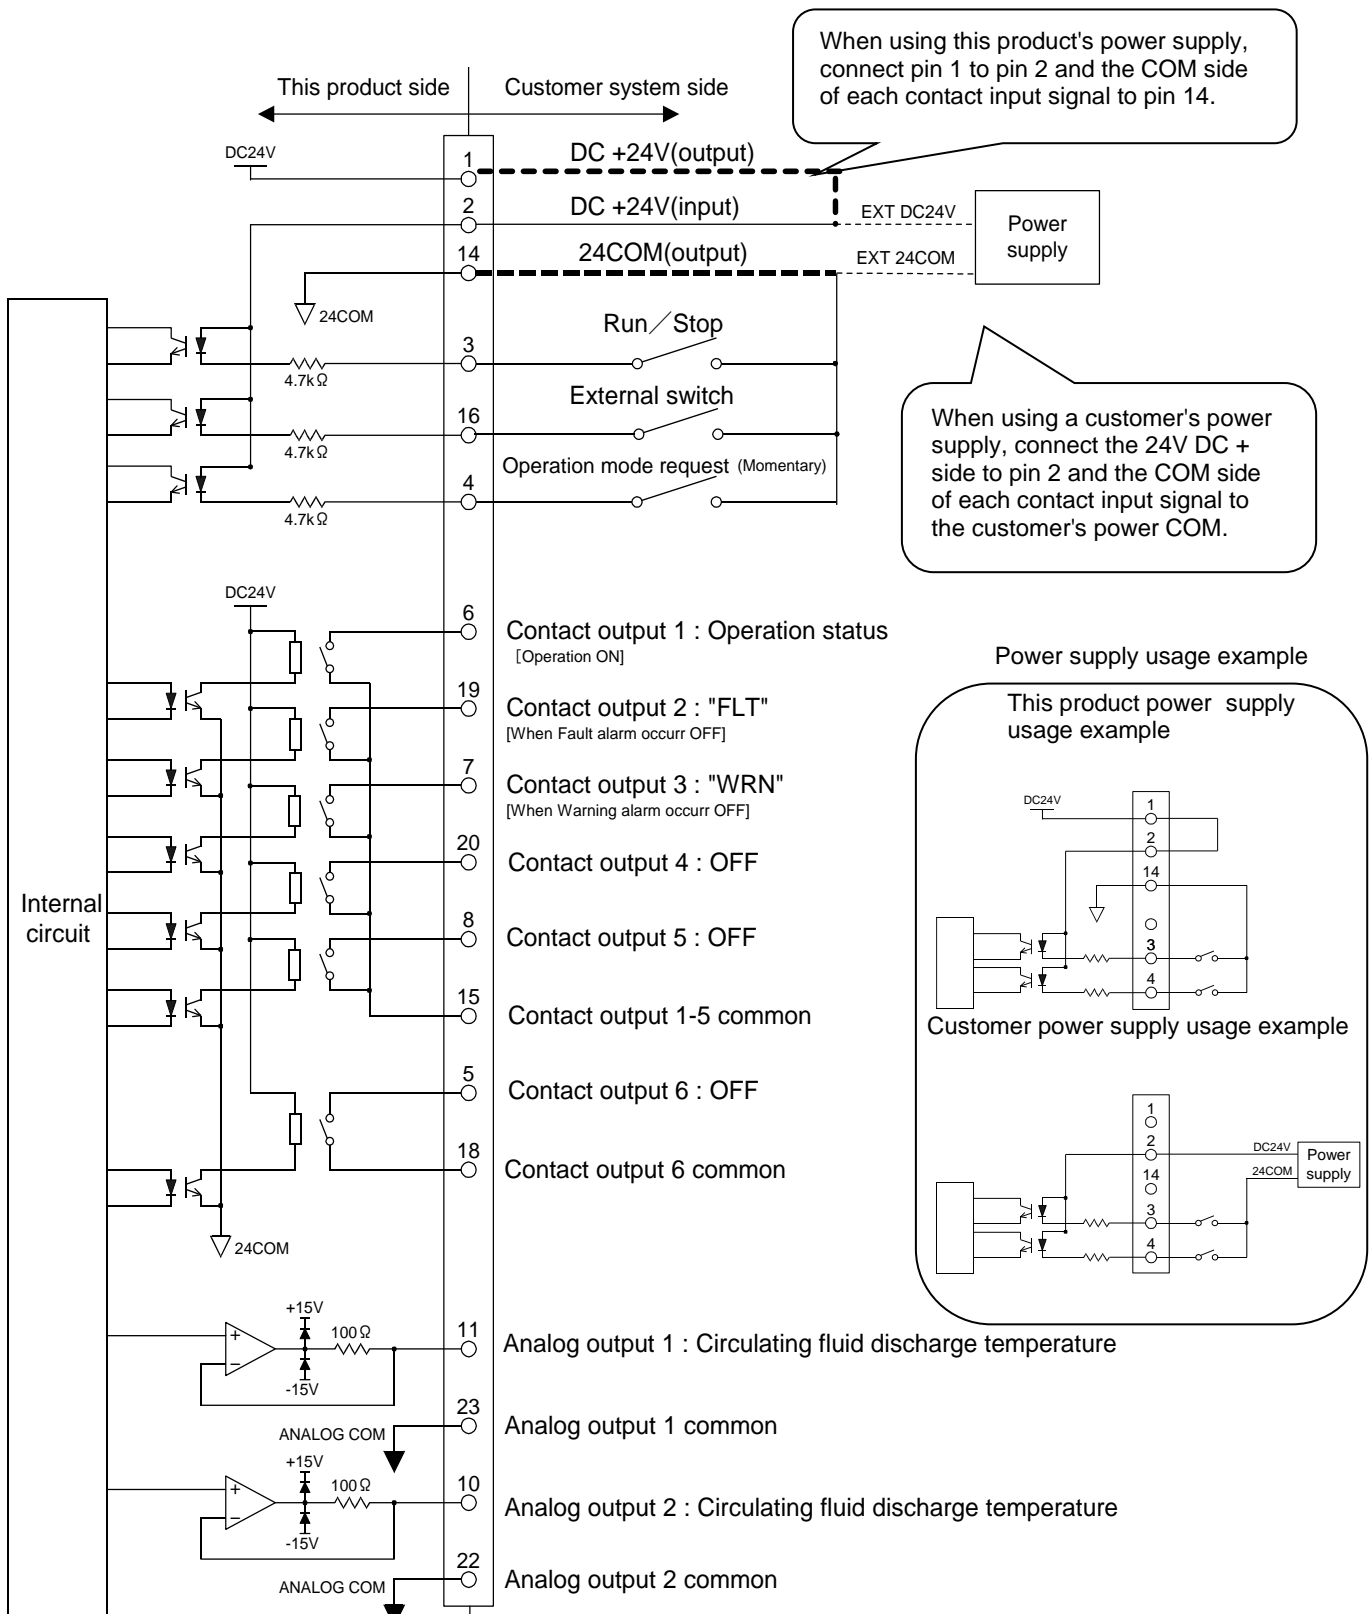 When using this product's power supply,
connect pin 1 to pin 2 and the COM side
of each contact input signal to pin 14.
This product side
Customer system side
DC24V
1
DC +24V(output)
2
DC +24V(input)
EXT DC24V
Power
supply
14
24COM(output)
EXT 24COM
24COM
Run／Stop
3
4.7kΩ
External switch
16
4.7kΩ
Operation mode request (Momentary)
4
4.7kΩ
When using a customer's power
supply, connect the 24V DC +
side to pin 2 and the COM side
of each contact input signal to
the customer's power COM.
Internal
circuit
DC24V
6
Contact output 1 : Operation status
[Operation ON]
19
Contact output 2 : "FLT"
[When Fault alarm occurr OFF]
7
Contact output 3 : "WRN"
[When Warning alarm occurr OFF]
20
Contact output 4 : OFF
8
Contact output 5 : OFF
15
Contact output 1-5 common
5
Contact output 6 : OFF
18
Contact output 6 common
24COM
Power supply usage example
This product power  supply
usage example
DC24V
1
2
14
3
4
Customer power supply usage example
1
2
DC24V
Power
supply
14
24COM
3
4
+15V
+
−
100Ω
-15V
11
Analog output 1 : Circulating fluid discharge temperature
23
ANALOG COM
Analog output 1 common
+15V
+
−
100Ω
-15V
10
Analog output 2 : Circulating fluid discharge temperature
22
ANALOG COM
Analog output 2 common